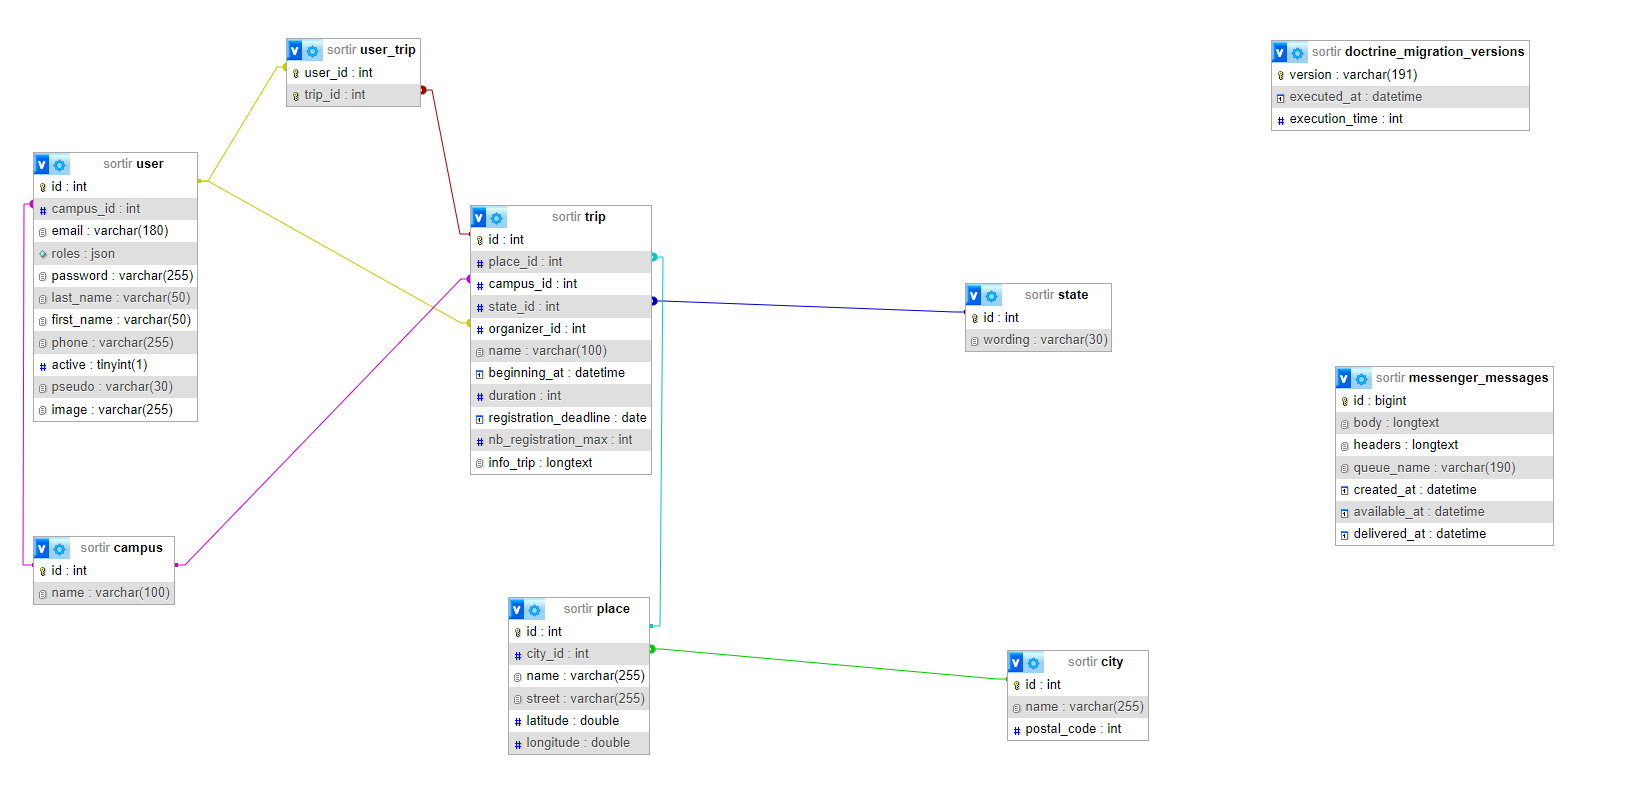 sortir user_trip
user_id : int
trip_id : int
sortir doctrine_migration_versions
version : varchar(191)
executed_at : datetime
execution_time : int
sortir user
id : int
campus_id : int
email : varchar(180)
roles : json
password : varchar(255)
last_name : varchar(50)
first_name : varchar(50)
phone : varchar(255)
active : tinyint(1)
pseudo : varchar(30)
image : varchar(255)
sortir trip
id : int
place_id : int
campus_id : int
state_id : int
organizer_id : int
name : varchar(100)
beginning_at : datetime
duration : int
registration_deadline : date
nb_registration_max : int
info_trip : longtext
sortir state
id : int
wording : varchar(30)
sortir messenger_messages
id : bigint
body : longtext
headers : longtext
queue_name : varchar(190)
created_at : datetime
available_at : datetime
delivered_at : datetime
sortir campus
id : int
name : varchar(100)
sortir place
id : int
city_id : int
name : varchar(255)
street : varchar(255)
latitude : double
longitude : double
sortir city
id : int
name : varchar(255)
postal_code : int